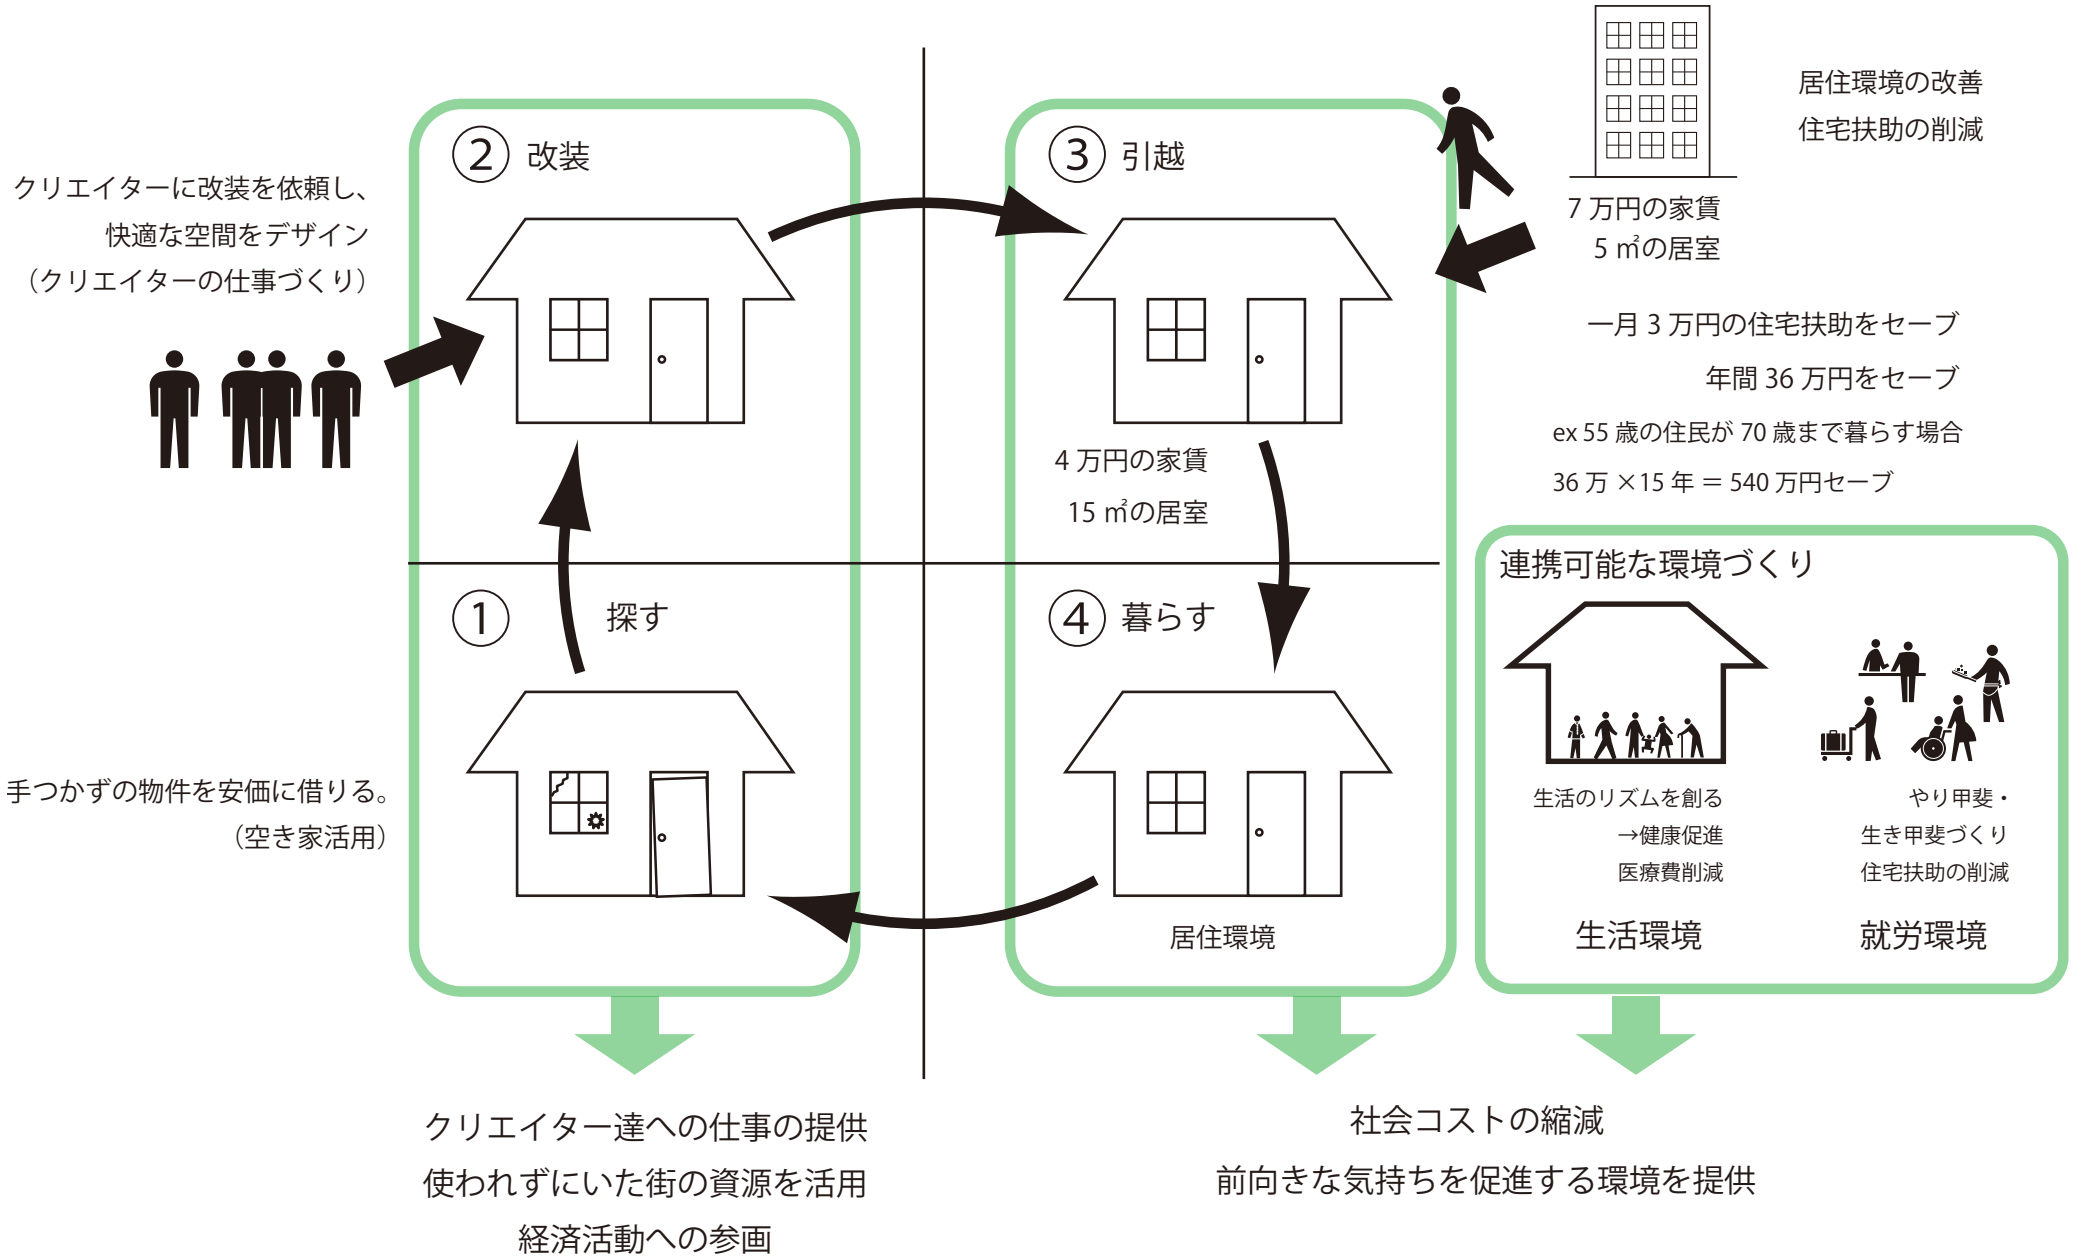 ② 改装
クリエイターに改装を依頼し、
快適な空間をデザイン
（クリエイターの仕事づくり）
① 探す
手つかずの物件を安価に借りる。
（空き家活用）
③ 引越
4 万円の家賃
15 ㎡の居室
④ 暮らす
居住環境
居住環境の改善
住宅扶助の削減
7 万円の家賃
5 ㎡の居室
一月 3 万円の住宅扶助をセーブ
年間 36 万円をセーブ
ex 55 歳の住民が 70 歳まで暮らす場合
36 万 ×15 年 ＝ 540 万円セーブ
連携可能な環境づくり
生活のリズムを創る
→健康促進
医療費削減
生活環境
やり甲斐・
生き甲斐づくり
住宅扶助の削減
就労環境
クリエイター達への仕事の提供
使われずにいた街の資源を活用
経済活動への参画
社会コストの縮減
前向きな気持ちを促進する環境を提供